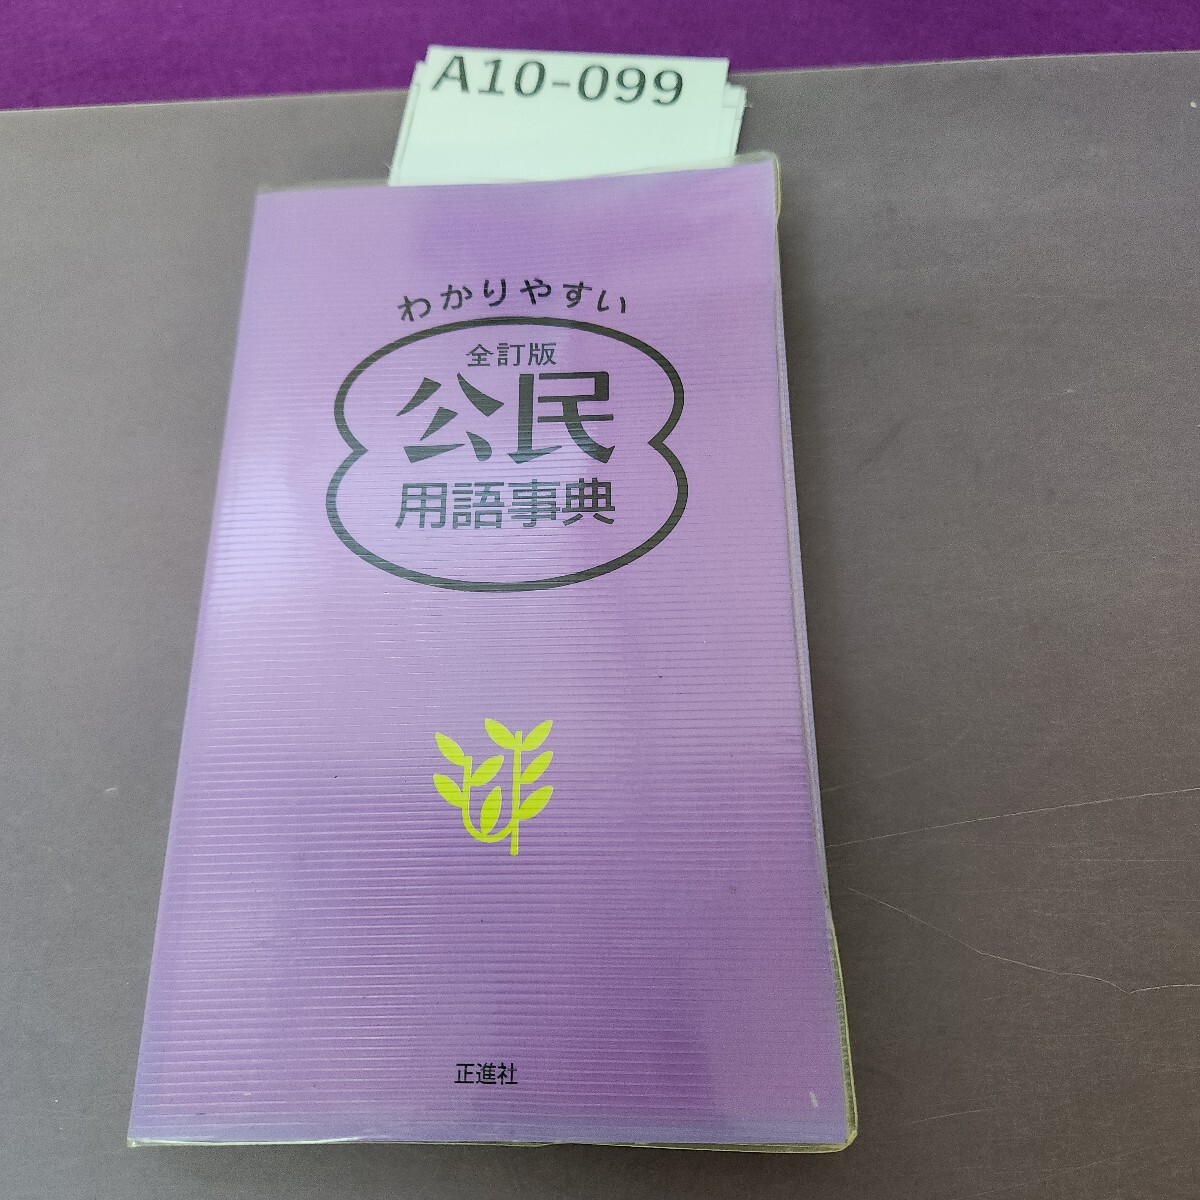 A10-099
わかりやすい
全訂版
公民
用語事典
正進社